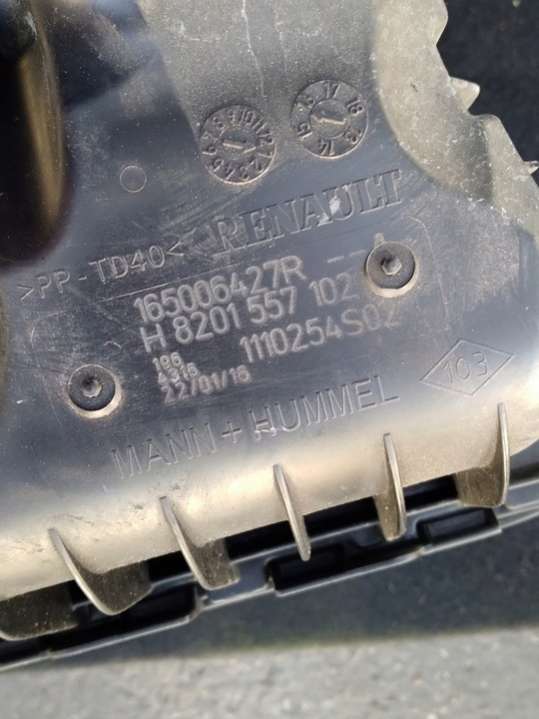 >PP-TD40< RENAULT
165006427R
H 8201 557 102
1110254S02
22/01/16
MANN+HUMMEL
103